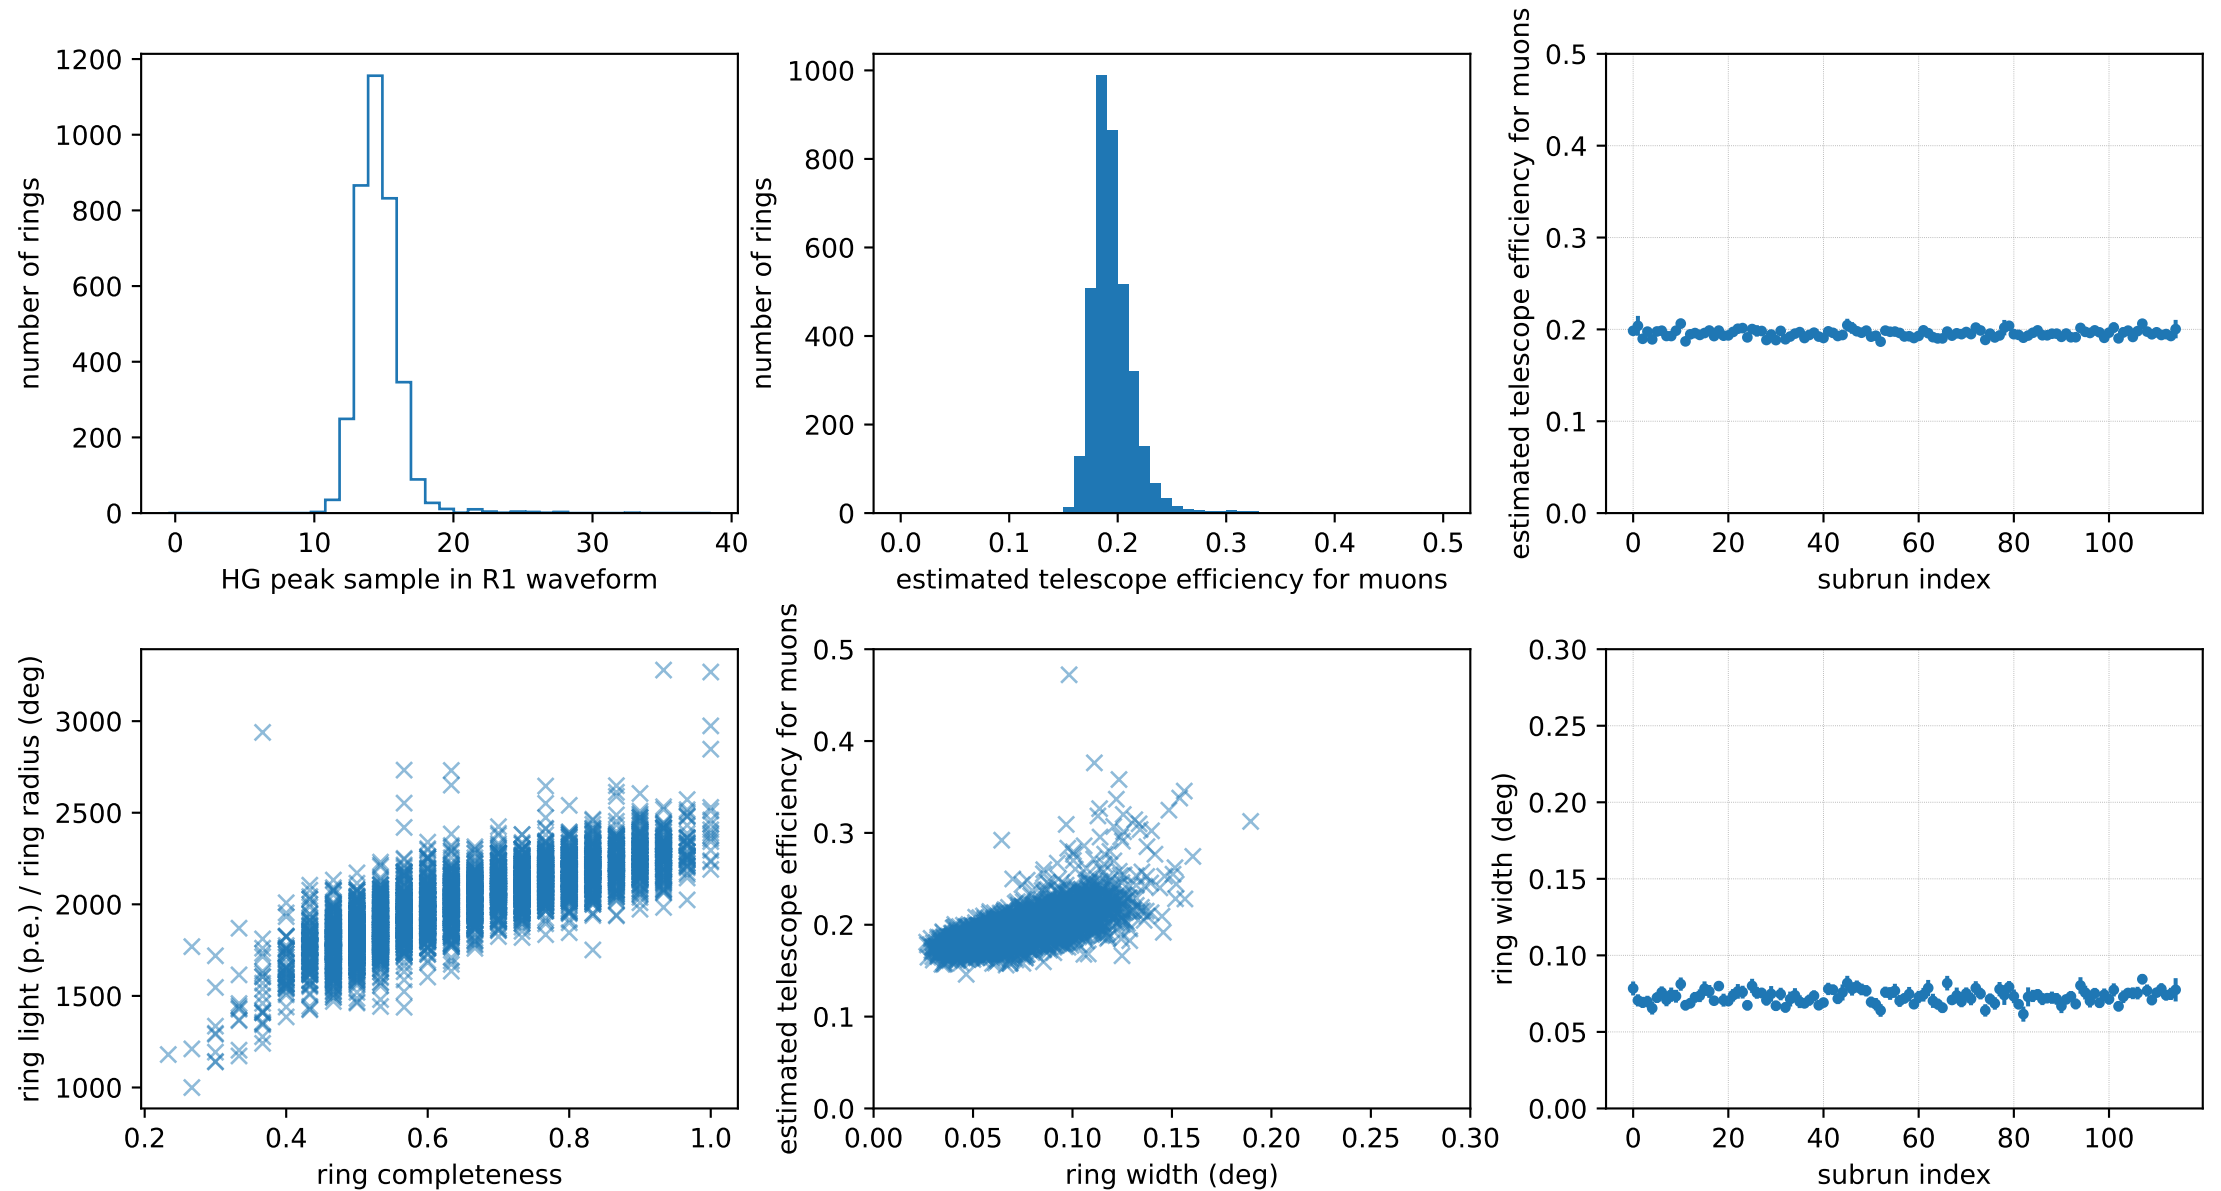 number of rings
1200
1000
800
600
400
200
0
0 10 20 30 40
HG peak sample in R1 waveform
number of rings
1000
800
600
400
200
0
0.0 0.1 0.2 0.3 0.4 0.5
estimated telescope efficiency for muons
estimated telescope efficiency for muons
0.5
0.4
0.3
0.2
0.1
0.0
0 20 40 60 80 100
subrun index
ring light (p.e.) / ring radius (deg)
3000
2500
2000
1500
1000
0.2 0.4 0.6 0.8 1.0
ring completeness
estimated telescope efficiency for muons
0.5
0.4
0.3
0.2
0.1
0.0
0.00 0.05 0.10 0.15 0.20 0.25 0.30
ring width (deg)
ring width (deg)
0.30
0.25
0.20
0.15
0.10
0.05
0.00
0 20 40 60 80 100
subrun index